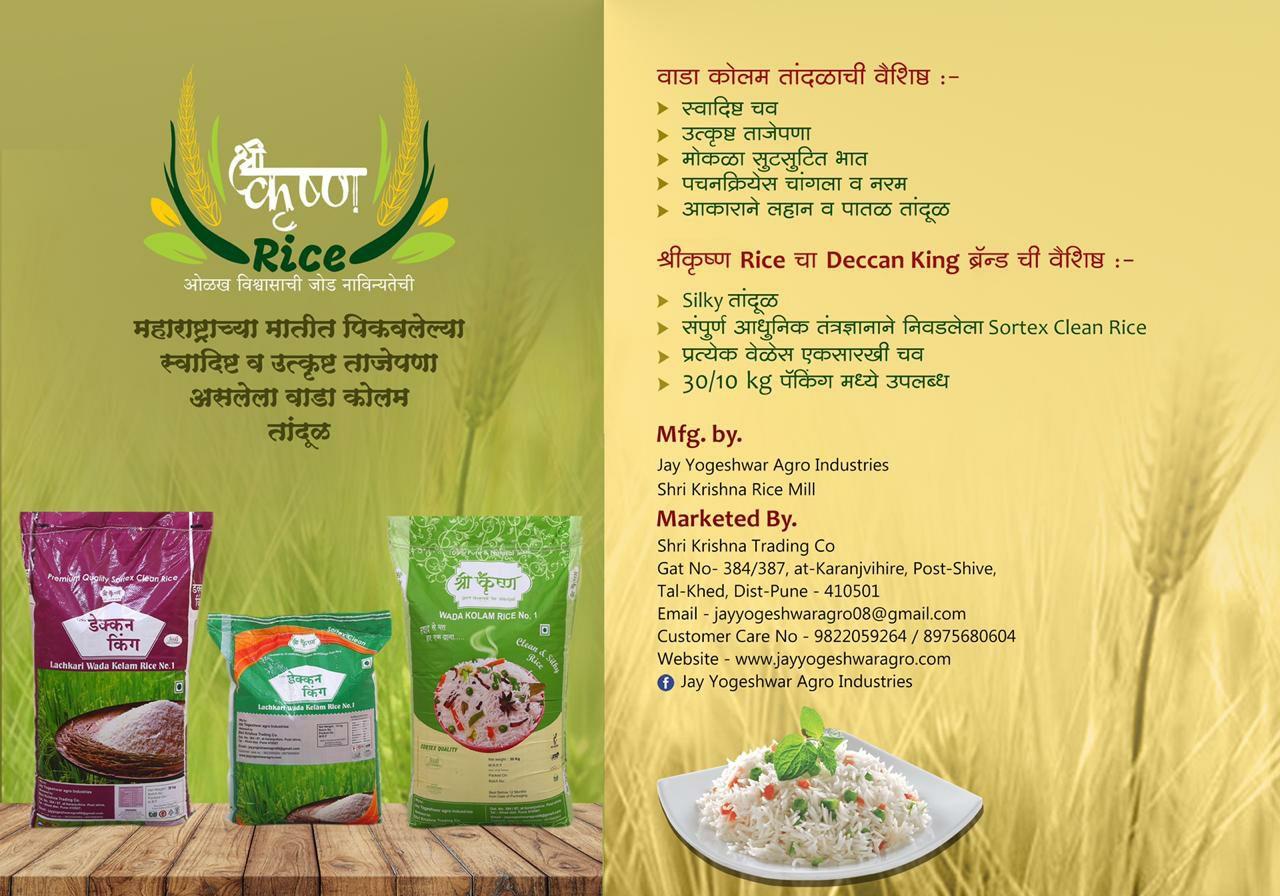 श्री
कृष्ण
Rice
ओळख विश्वासाची जोड नाविन्यतेची
महाराष्ट्राच्या मातीत पिकवलेल्या
स्वादिष्ट व उत्कृष्ट ताजेपणा
असलेला वाडा कोलम
तांदूळ
Premium Quality Sortex Clean Rice
श्री कृष्ण
डेक्कन
किंग
Lachkari Wada Kolam Rice No.1
Sortex Clean
श्री कृष्ण
डेक्कन
किंग
Lachkari Wada Kolam Rice No.1
100% Pure & Natural
श्री कृष्ण
WADA KOLAM RICE No. 1
Clean & Silky
Rice
SORTEX QUALITY
वाडा कोलम तांदळाची वैशिष्ठ :-
स्वादिष्ट चव
उत्कृष्ट ताजेपणा
मोकळा सुटसुटित भात
पचनक्रियेस चांगला व नरम
आकाराने लहान व पातळ तांदूळ
श्रीकृष्ण Rice चा Deccan King ब्रॅन्ड ची वैशिष्ठ :-
Silky तांदूळ
संपुर्ण आधुनिक तंत्रज्ञानाने निवडलेला Sortex Clean Rice
प्रत्येक वेळेस एकसारखी चव
30/10 kg पॅकिंग मध्ये उपलब्ध
Mfg. by.
Jay Yogeshwar Agro Industries
Shri Krishna Rice Mill
Marketed By.
Shri Krishna Trading Co
Gat No- 384/387, at-Karanjvihire, Post-Shive,
Tal-Khed, Dist-Pune - 410501
Email - jayyogeshwaragro08@gmail.com
Customer Care No - 9822059264 / 8975680604
Website - www.jayyogeshwaragro.com
Jay Yogeshwar Agro Industries